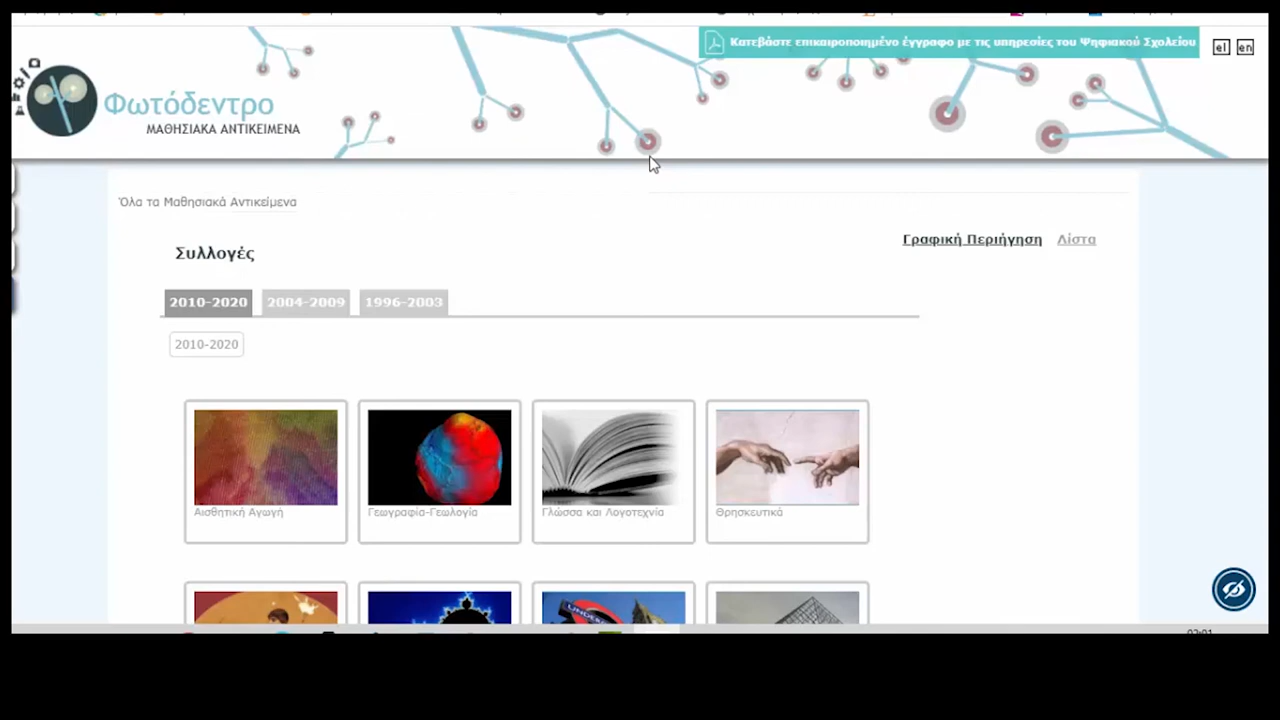 Κατεβάστε επικαιροποιημένο έγγραφο με τις υπηρεσίες του Ψηφιακού Σχολείου
el en
Φωτόδεντρο
ΜΑΘΗΣΙΑΚΑ ΑΝΤΙΚΕΙΜΕΝΑ
Όλα τα Μαθησιακά Αντικείμενα
Γραφική Περιήγηση Λίστα
Συλλογές
2010-2020 2004-2009 1996-2003
2010-2020
Αισθητική Αγωγή Γεωγραφία-Γεωλογία Γλώσσα και Λογοτεχνία Θρησκευτικά